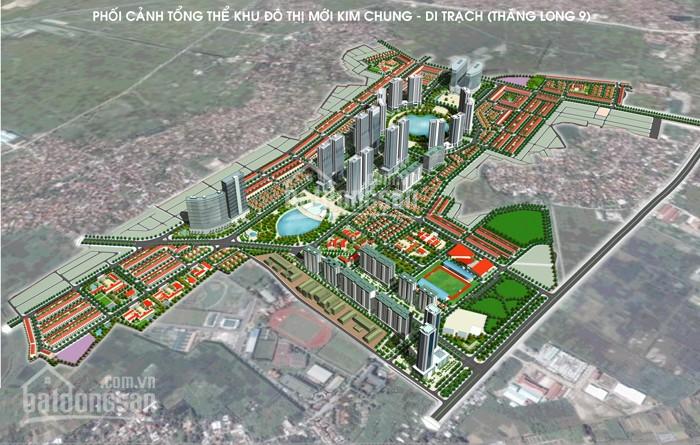 PHỐI CẢNH TỔNG THỂ KHU ĐÔ THỊ MỚI KIM CHUNG - DI TRẠCH (THĂNG LONG 9)
.com.vn
batdongsan